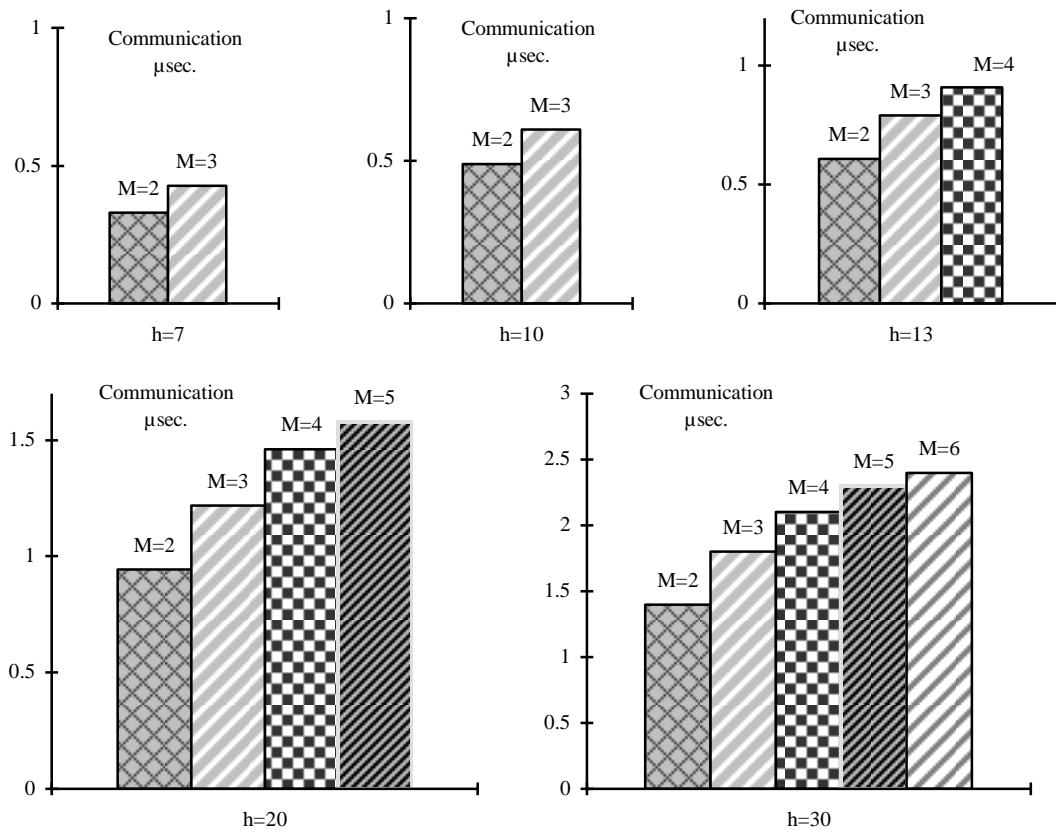 1
Communication
µsec.
0.5
M=2
M=3
0
h=7
1
Communication
µsec.
0.5
M=2
M=3
0
h=10
Communication
µsec.
1
0.5
M=2
M=3
M=4
0
h=13
Communication
µsec.
1.5
1
0.5
0
M=2
M=3
M=4
M=5
h=20
3
Communication
µsec.
2.5
2
1.5
1
0.5
0
M=2
M=3
M=4
M=5
M=6
h=30